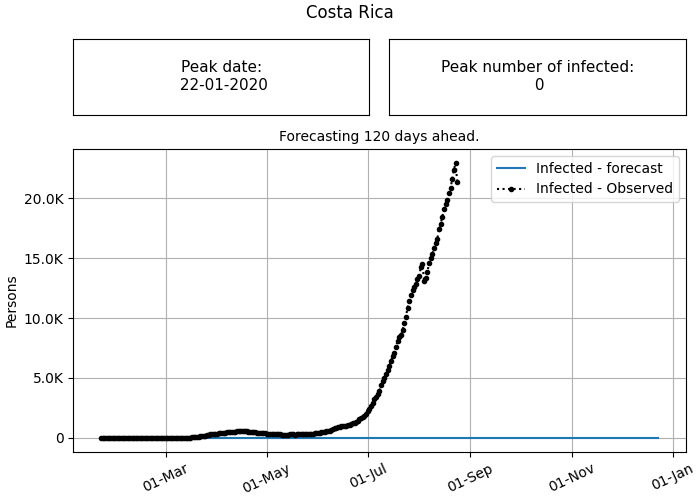 Costa Rica
Peak date:
22-01-2020
Peak number of infected:
0
Forecasting 120 days ahead.
Infected - forecast
Infected - Observed
Persons
20.0K
15.0K
10.0K
5.0K
0
01-Mar
01-May
01-Jul
01-Sep
01-Nov
01-Jan